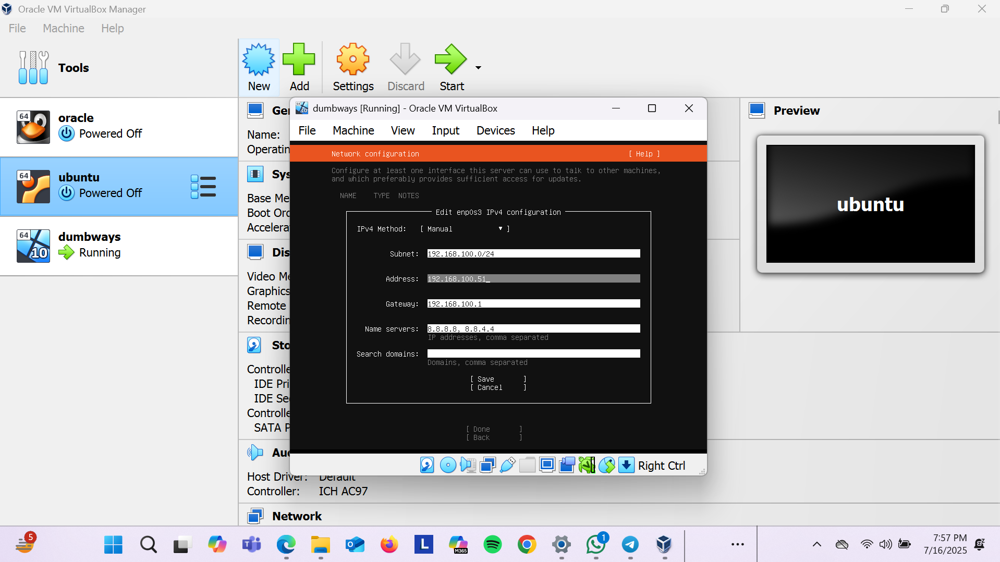 Oracle VM VirtualBox Manager
File Machine Help
Tools
New Add Settings Discard Start
64
oracle
Powered Off
64
ubuntu
Powered Off
64
10
dumbways
Running
Ger
Name:
Operatin
Sys
Base Me
Boot Ord
Accelera
Dis
Video Me
Graphics
Remote
Recordin
Sto
Controlle
IDE Pri
IDE Sec
Controlle
SATA P
Aud
Host Driver: Default
Controller: ICH AC97
Network
Preview
ubuntu
dumbways [Running] - Oracle VM VirtualBox
File Machine View Input Devices Help
Network configuration [ Help ]
Configure at least one interface this server can use to talk to other machines,
and which preferably provides sufficient access for updates.
NAME TYPE NOTES
Edit enp0s3 IPv4 configuration
IPv4 Method: [ Manual ▾ ]
Subnet: 192.168.100.0/24
Address: 192.168.100.51_
Gateway: 192.168.100.1
Name servers: 8.8.8.8, 8.8.4.4
IP addresses, comma separated
Search domains:
Domains, comma separated
[ Save ]
[ Cancel ]
[ Done ]
[ Back ]
Right Ctrl
5
L
M365
1
7:57 PM
7/16/2025